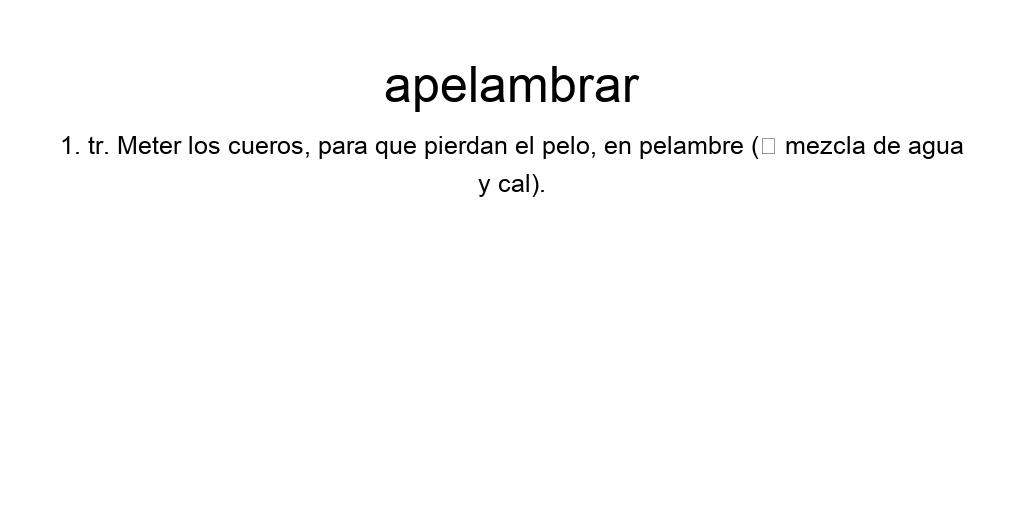 apelambrar
1. tr. Meter los cueros, para que pierdan el pelo, en pelambre (□ mezcla de agua
y cal).